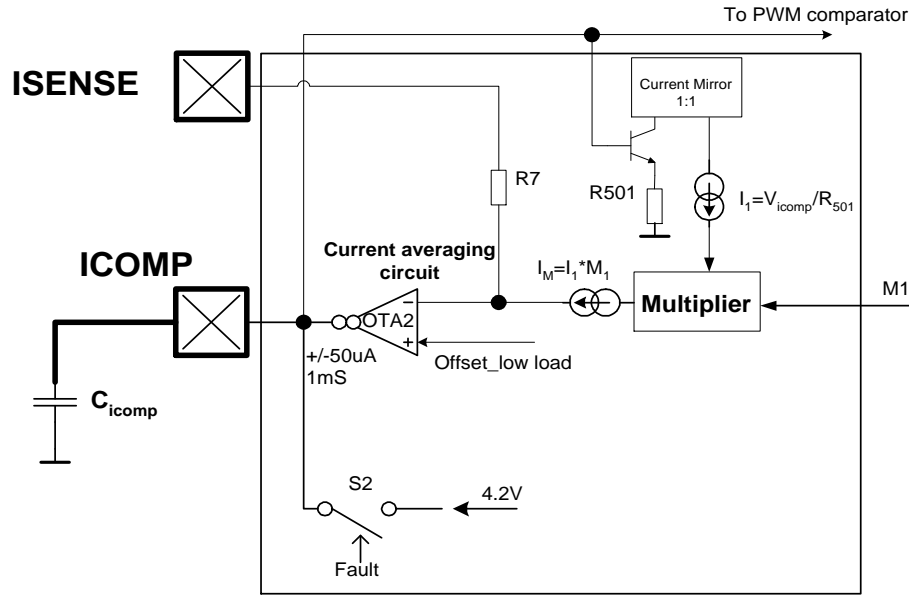 To PWM comparator
ISENSE
Current Mirror
1:1
R7
R501
I₁=Vicomp/R₅₀₁
Current averaging
circuit
ICOMP
I_M=I₁*M₁
M1
Multiplier
−
OTA2
+
+/-50uA
1mS
Offset_low load
Cicomp
S2
4.2V
Fault